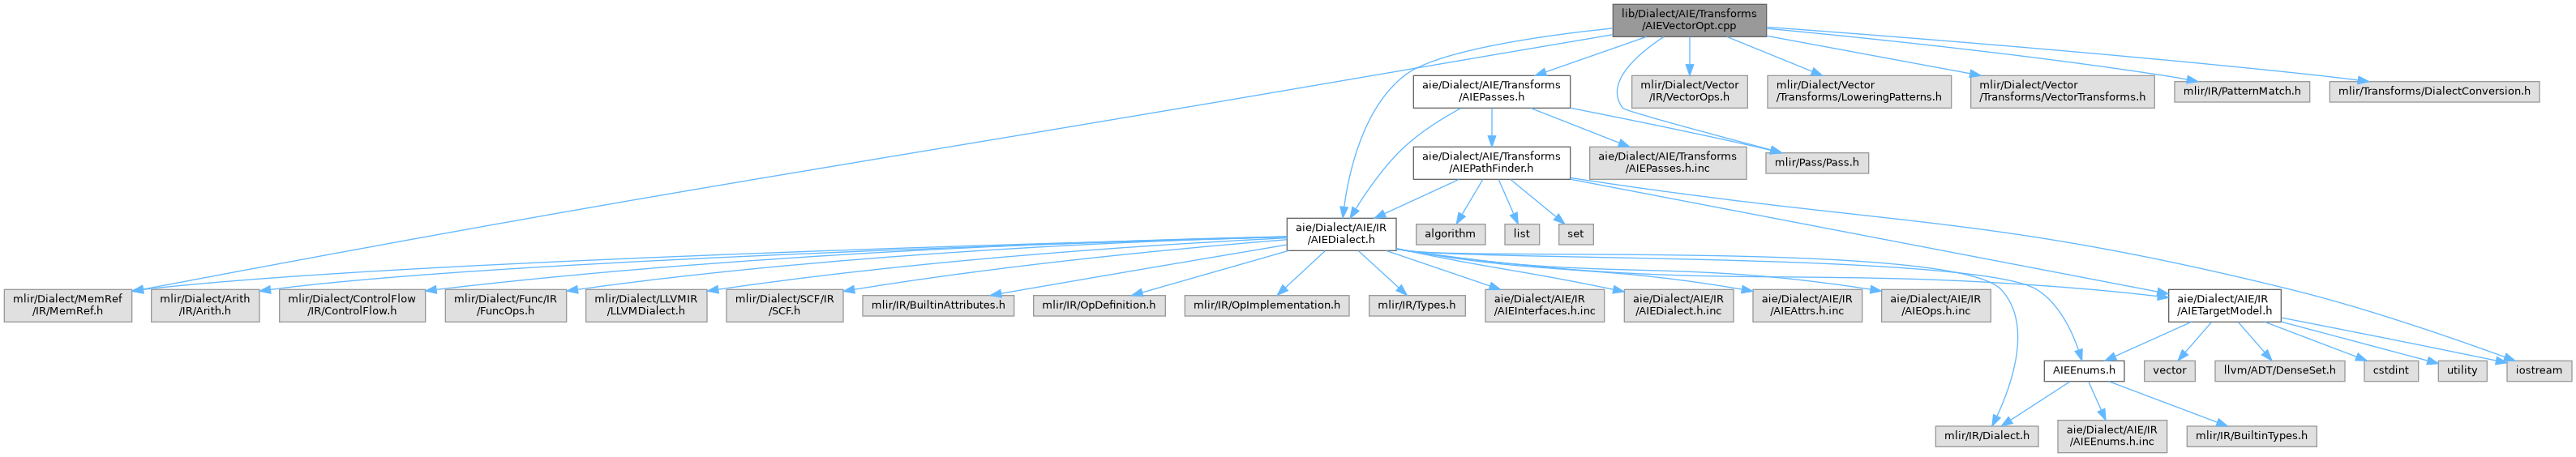 lib/Dialect/AIE/Transforms
/AIEVectorOpt.cpp
aie/Dialect/AIE/Transforms
/AIEPasses.h
mlir/Dialect/Vector
/IR/VectorOps.h
mlir/Dialect/Vector
/Transforms/LoweringPatterns.h
mlir/Dialect/Vector
/Transforms/VectorTransforms.h
mlir/IR/PatternMatch.h
mlir/Transforms/DialectConversion.h
aie/Dialect/AIE/Transforms
/AIEPathFinder.h
aie/Dialect/AIE/Transforms
/AIEPasses.h.inc
mlir/Pass/Pass.h
aie/Dialect/AIE/IR
/AIEDialect.h
algorithm
list
set
mlir/Dialect/MemRef
/IR/MemRef.h
mlir/Dialect/Arith
/IR/Arith.h
mlir/Dialect/ControlFlow
/IR/ControlFlow.h
mlir/Dialect/Func/IR
/FuncOps.h
mlir/Dialect/LLVMIR
/LLVMDialect.h
mlir/Dialect/SCF/IR
/SCF.h
mlir/IR/BuiltinAttributes.h
mlir/IR/OpDefinition.h
mlir/IR/OpImplementation.h
mlir/IR/Types.h
aie/Dialect/AIE/IR
/AIEInterfaces.h.inc
aie/Dialect/AIE/IR
/AIEDialect.h.inc
aie/Dialect/AIE/IR
/AIEAttrs.h.inc
aie/Dialect/AIE/IR
/AIEOps.h.inc
aie/Dialect/AIE/IR
/AIETargetModel.h
AIEEnums.h
vector
llvm/ADT/DenseSet.h
cstdint
utility
iostream
mlir/IR/Dialect.h
aie/Dialect/AIE/IR
/AIEEnums.h.inc
mlir/IR/BuiltinTypes.h